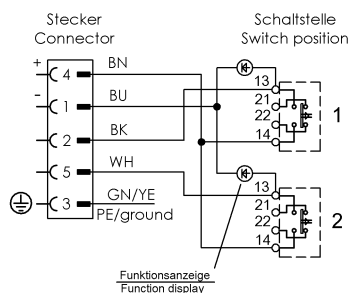 Stecker
Connector
Schaltstelle
Switch position
+ 4 BN
- 1 BU
2 BK
5 WH
3 GN/YE
PE/ground
13
21
22
14
1
13
21
22
14
2
Funktionsanzeige
Function display